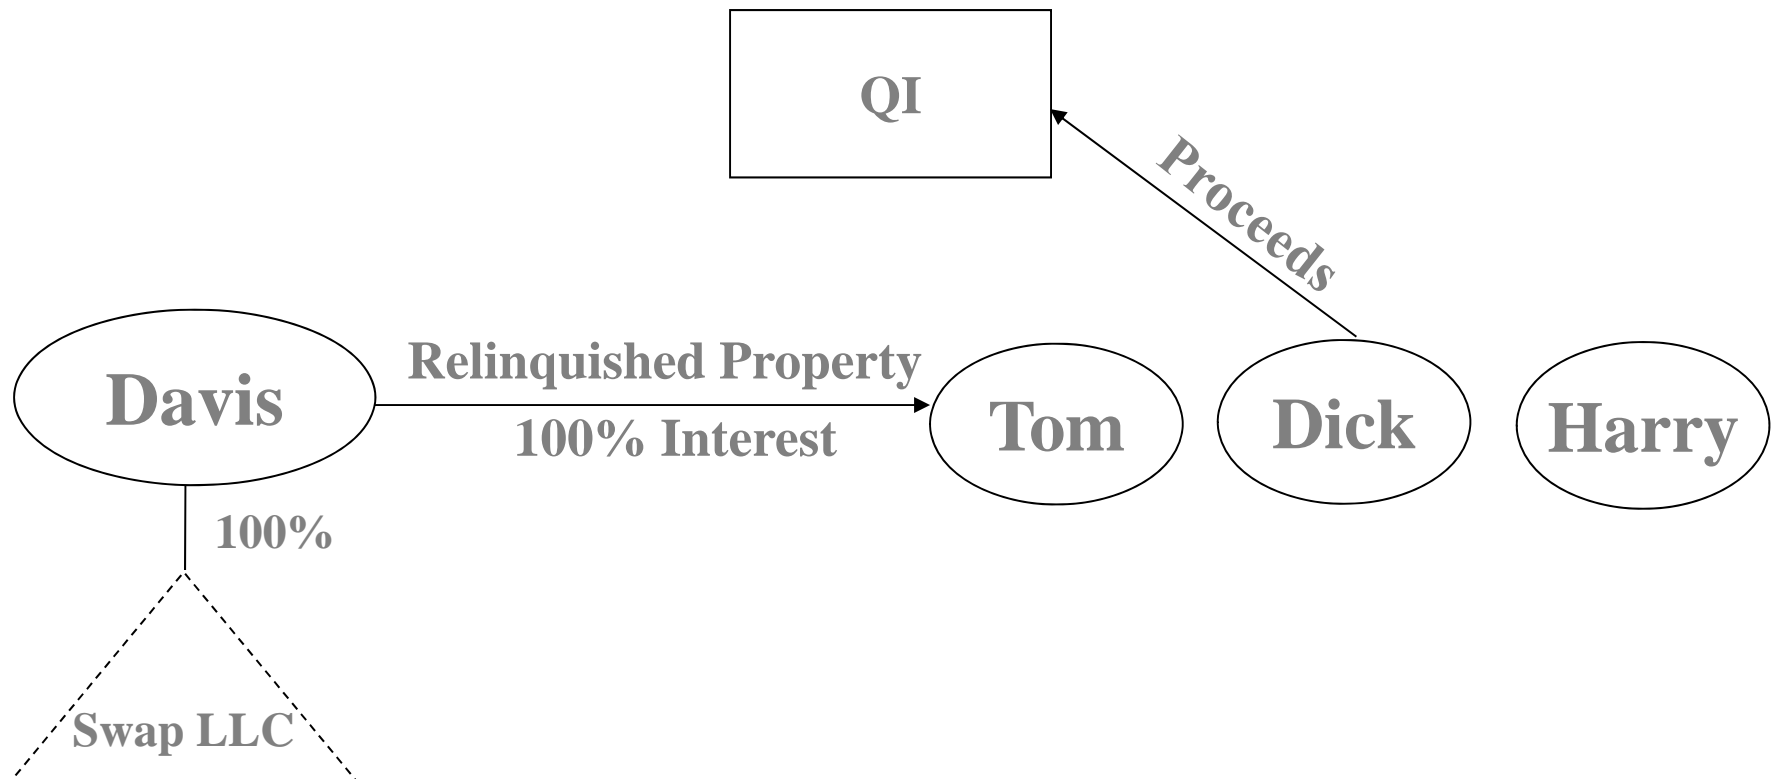 QI
Proceeds
Relinquished Property
Davis
100% Interest
Tom
Dick
Harry
100%
Swap LLC